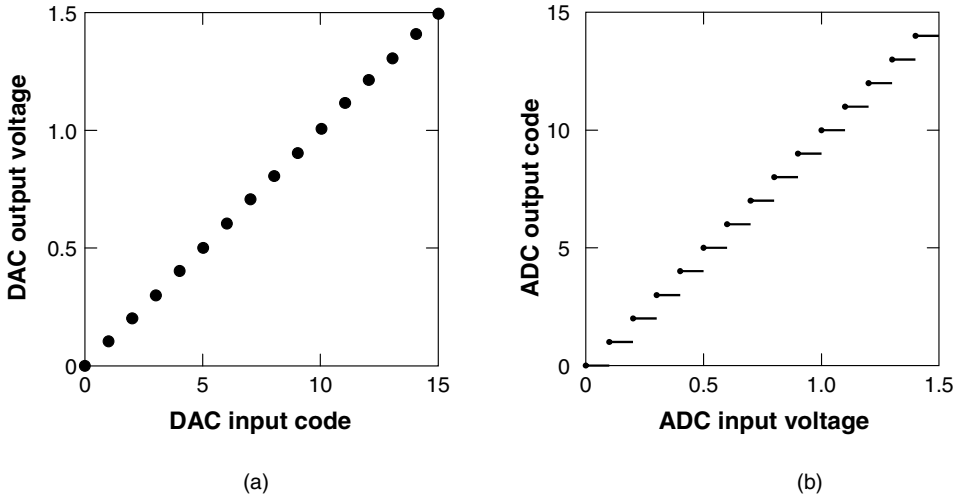 1.5
1.0
0.5
0
DAC output voltage
0 5 10 15
DAC input code
(a)
15
10
5
0
ADC output code
0 0.5 1.0 1.5
ADC input voltage
(b)